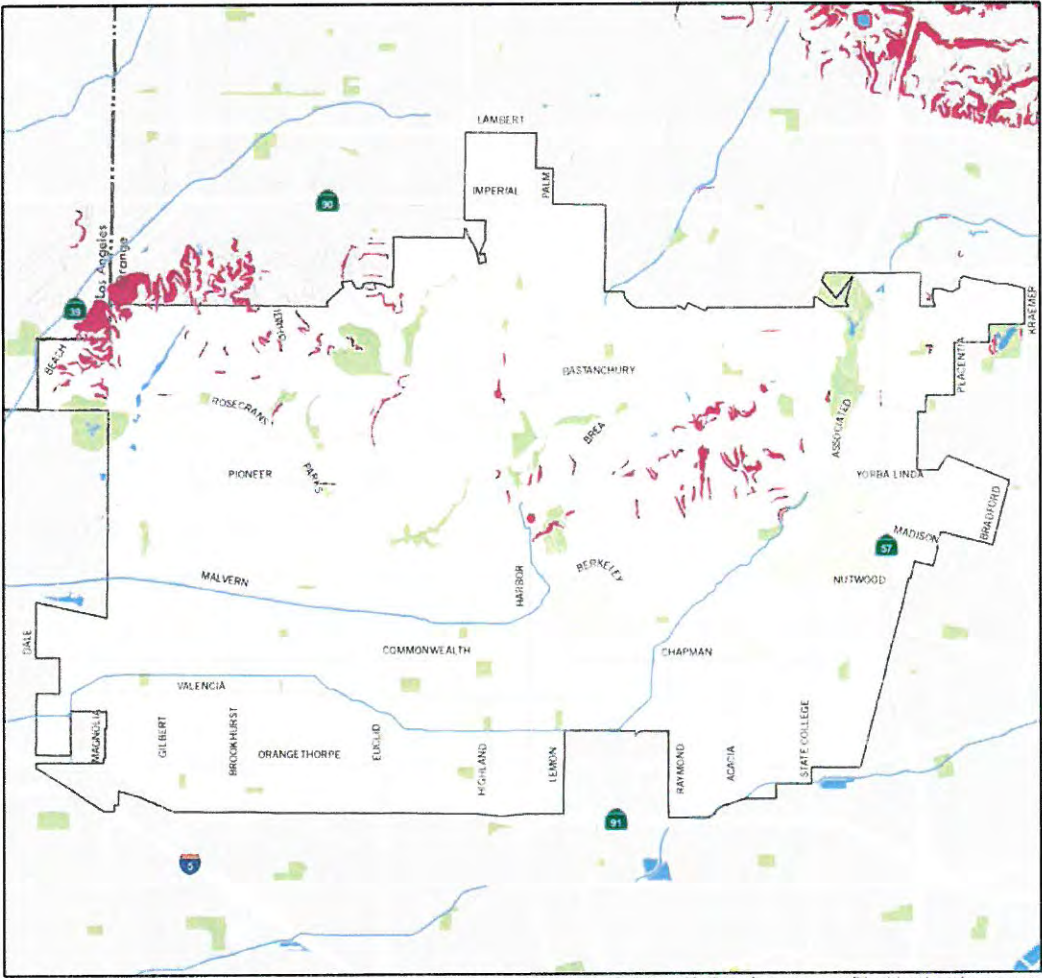 LAMBERT
IMPERIAL
PALM
90
Los Angeles
Orange
39
BEACH
IDAHO
KRAEMER
PLACENTIA
BASTANCHURY
ROSECRANS
ASSOCIATED
BREA
PIONEER
PARKS
YORBA LINDA
BRADFORD
MADISON
57
NUTWOOD
BERKELEY
HARBOR
MALVERN
DALE
COMMONWEALTH
CHAPMAN
VALENCIA
MAGNOLIA
GILBERT
BROOKHURST
ORANGETHORPE
EUCLID
HIGHLAND
LEMON
RAYMOND
ACACIA
STATE COLLEGE
91
5